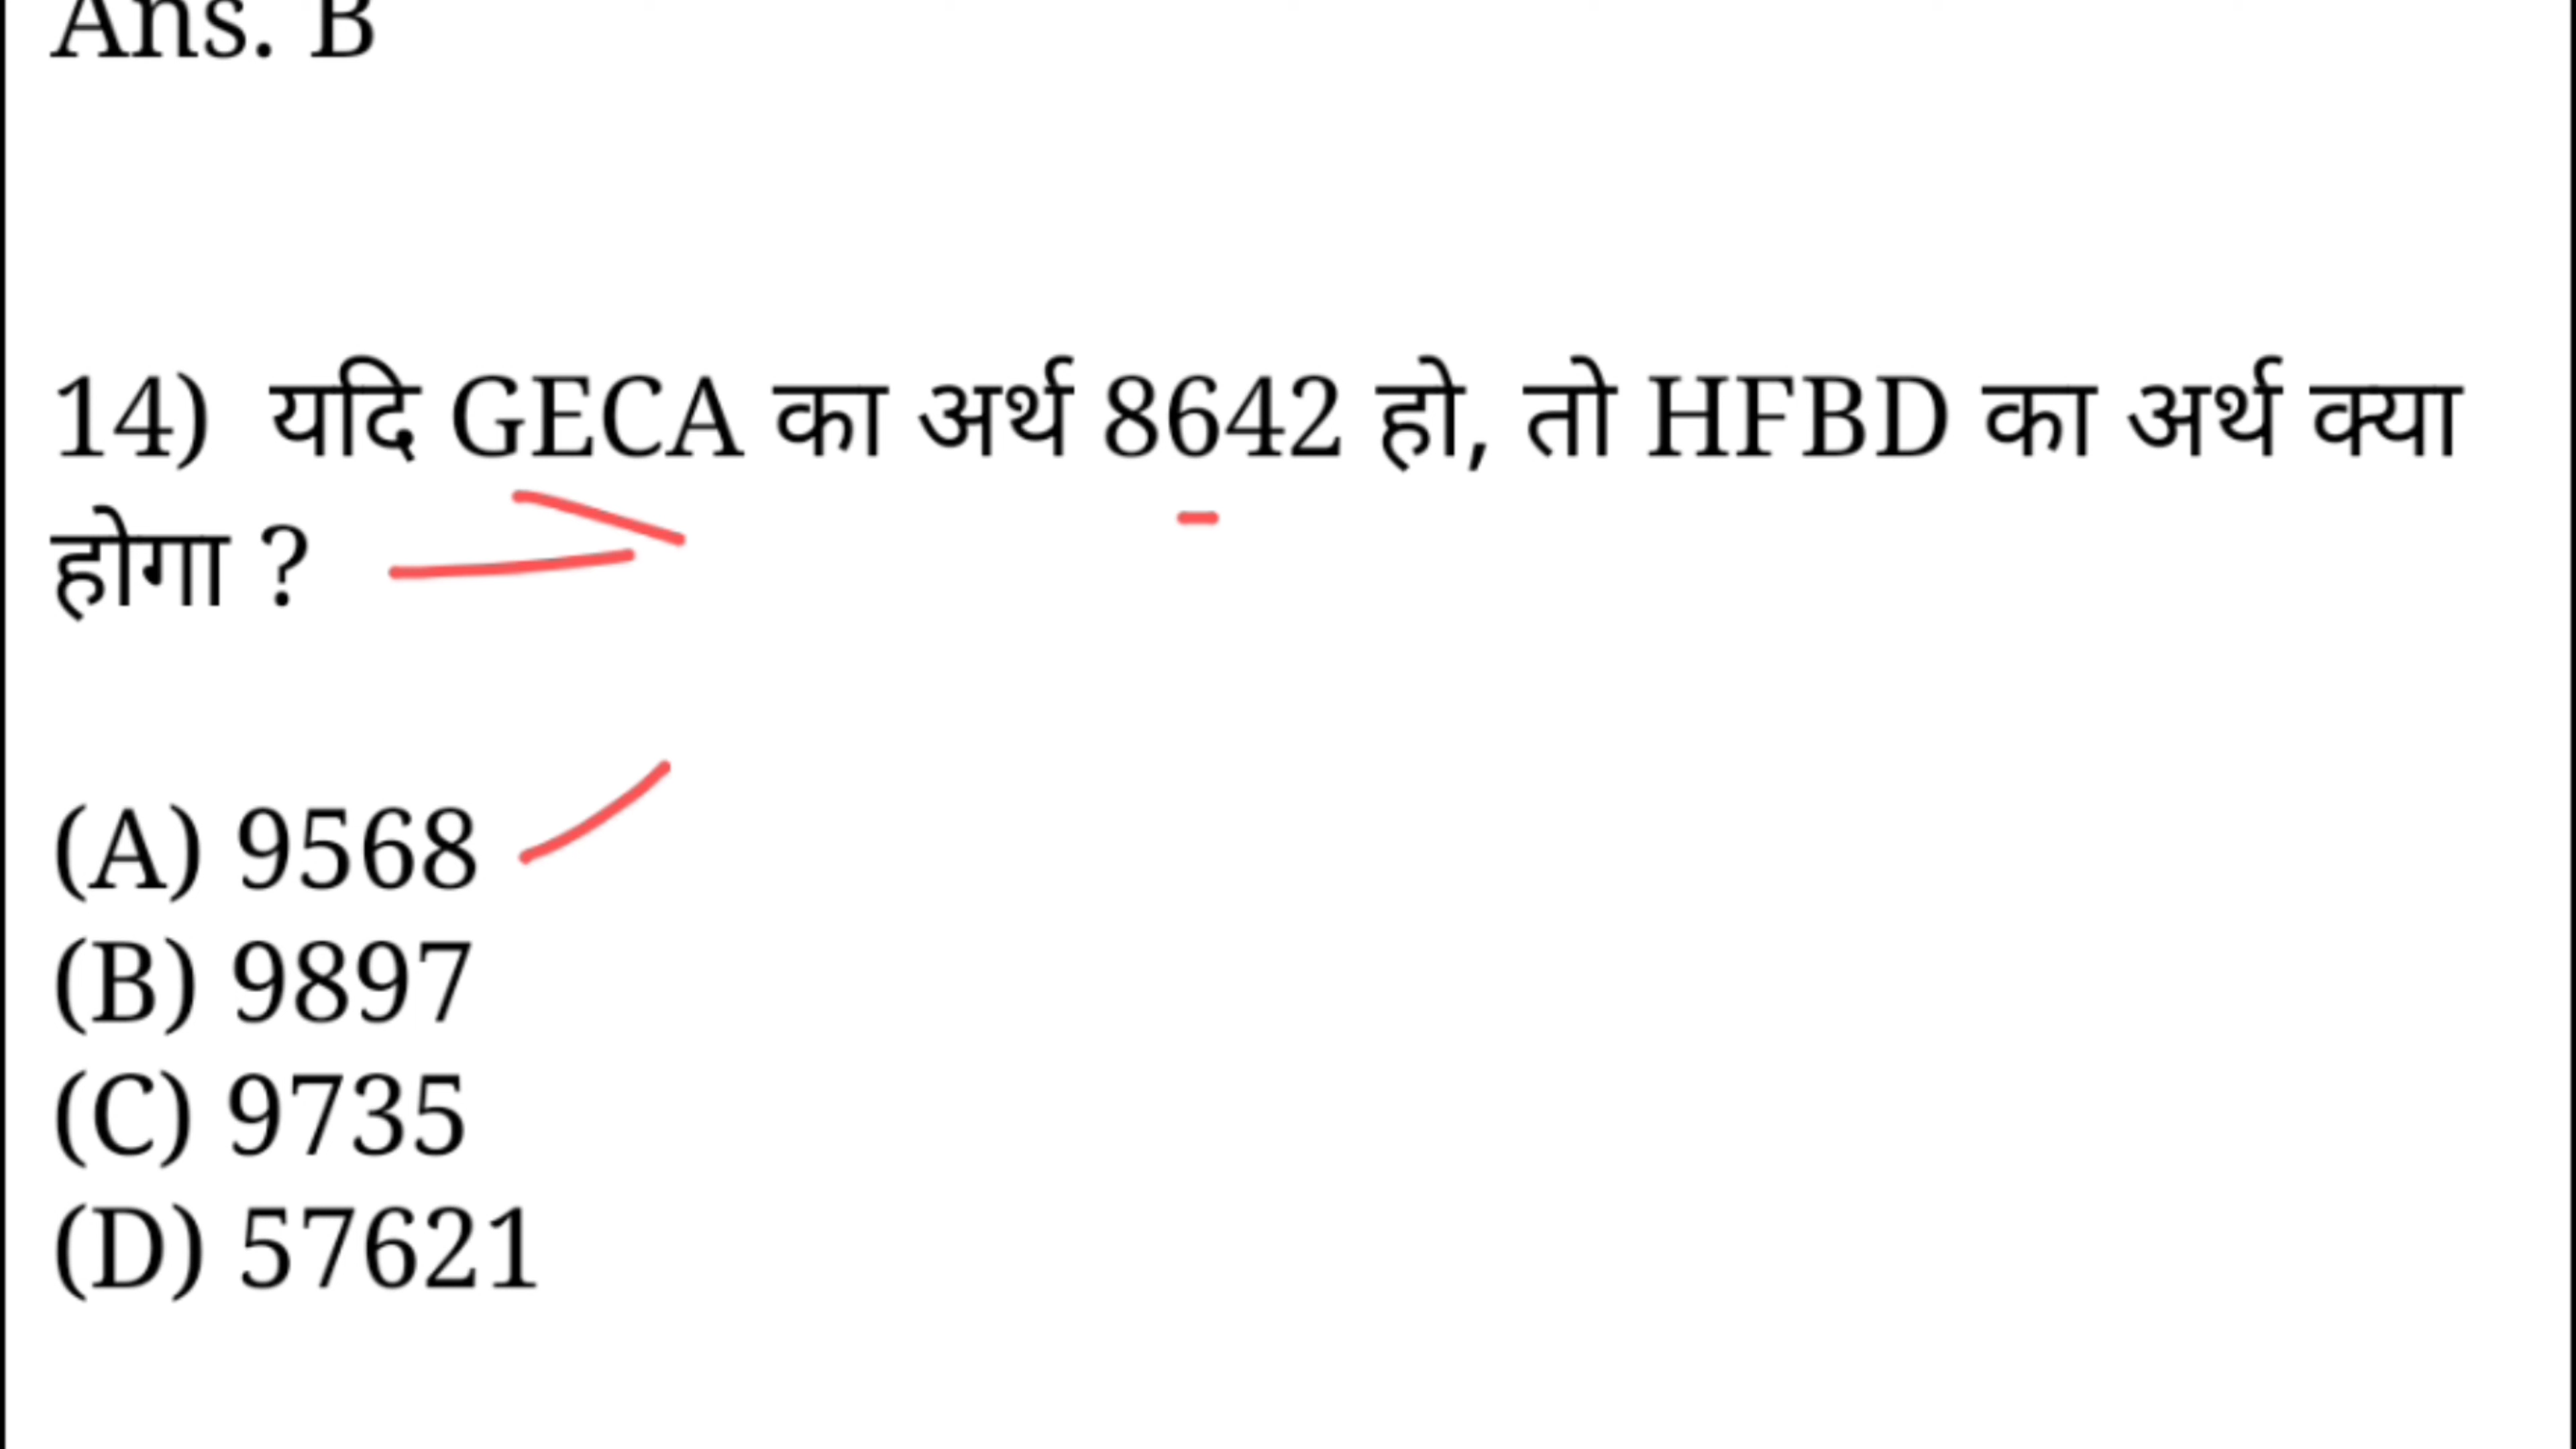 Ans. B
14) यदि GECA का अर्थ 8642 हो, तो HFBD का अर्थ क्या
होगा ?
(A) 9568
(B) 9897
(C) 9735
(D) 57621